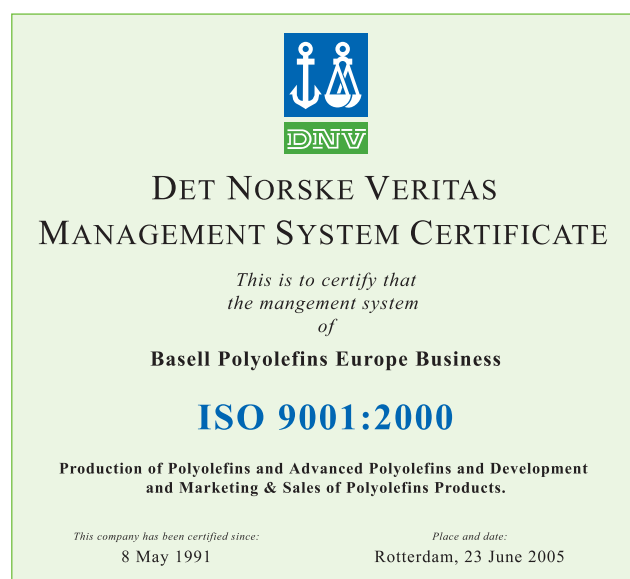 DNV
DET NORSKE VERITAS
MANAGEMENT SYSTEM CERTIFICATE
This is to certify that
the mangement system
of
Basell Polyolefins Europe Business
ISO 9001:2000
Production of Polyolefins and Advanced Polyolefins and Development
and Marketing & Sales of Polyolefins Products.
This company has been certified since:
8 May 1991
Place and date:
Rotterdam, 23 June 2005